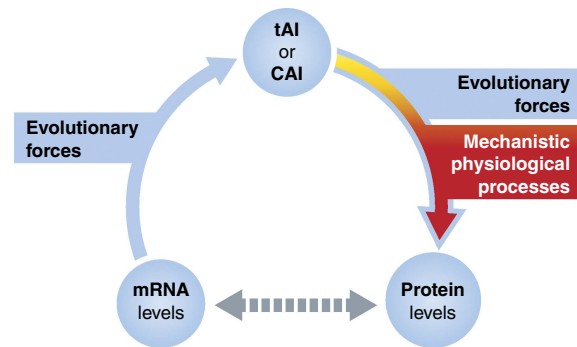 tAI
or
CAI
Evolutionary
forces
Evolutionary
forces
Mechanistic
physiological
processes
mRNA
levels
Protein
levels